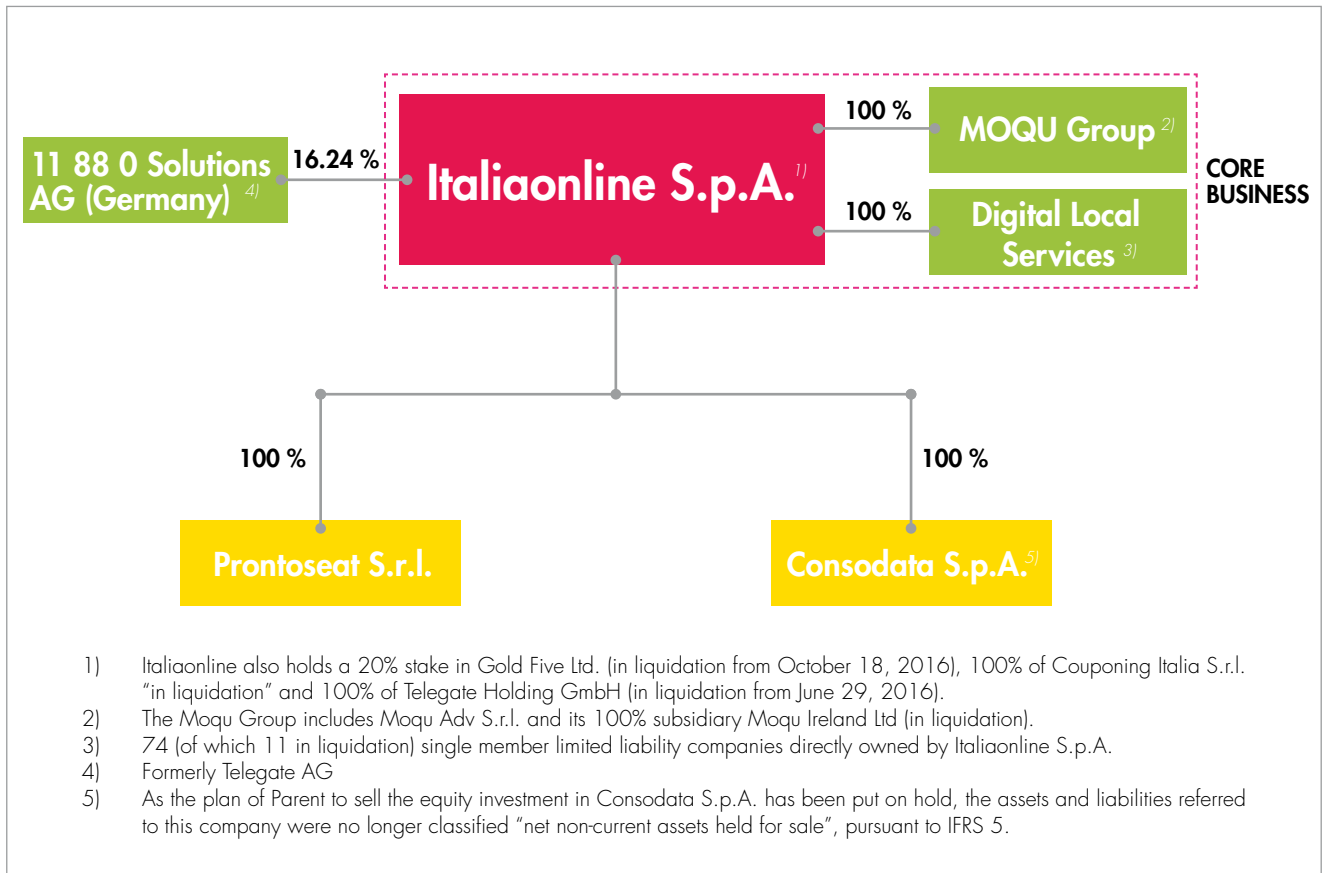 100 %
MOQU Group 2)
11 88 0 Solutions
AG (Germany) 4)
16.24 %
Italiaonline S.p.A. 1)
CORE
BUSINESS
100 %
Digital Local
Services 3)
100 %
100 %
Prontoseat S.r.l.
Consodata S.p.A. 5)
1) Italiaonline also holds a 20% stake in Gold Five Ltd. (in liquidation from October 18, 2016), 100% of Couponing Italia S.r.l.
“in liquidation” and 100% of Telegate Holding GmbH (in liquidation from June 29, 2016).
2) The Moqu Group includes Moqu Adv S.r.l. and its 100% subsidiary Moqu Ireland Ltd (in liquidation).
3) 74 (of which 11 in liquidation) single member limited liability companies directly owned by Italiaonline S.p.A.
4) Formerly Telegate AG
5) As the plan of Parent to sell the equity investment in Consodata S.p.A. has been put on hold, the assets and liabilities referred
to this company were no longer classified “net non-current assets held for sale”, pursuant to IFRS 5.